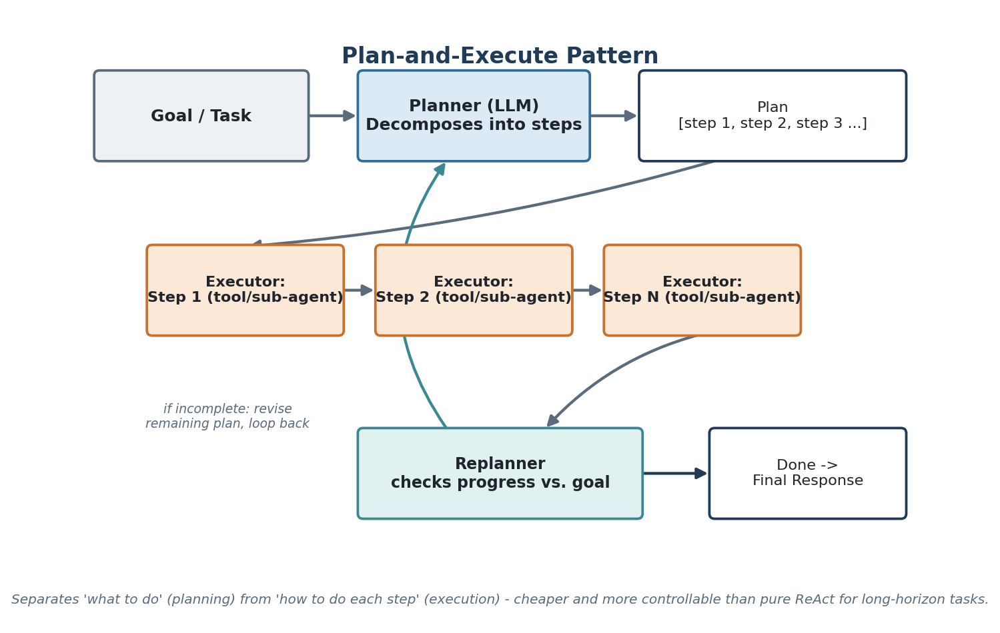 Plan-and-Execute Pattern
Goal / Task
Planner (LLM)
Decomposes into steps
Plan
[step 1, step 2, step 3 ...]
Executor:
Step 1 (tool/sub-agent)
Executor:
Step 2 (tool/sub-agent)
Executor:
Step N (tool/sub-agent)
if incomplete: revise
remaining plan, loop back
Replanner
checks progress vs. goal
Done ->
Final Response
Separates 'what to do' (planning) from 'how to do each step' (execution) - cheaper and more controllable than pure ReAct for long-horizon tasks.